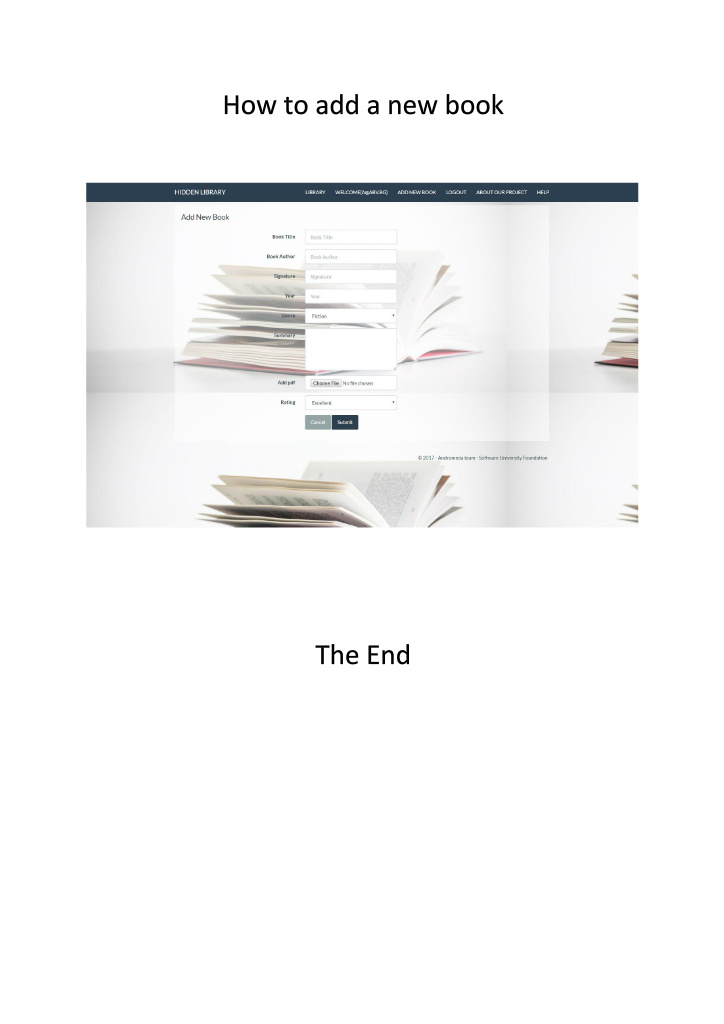 How to add a new book
HIDDEN LIBRARY LIBRARY WELCOME(A@ABV.BG) ADD NEW BOOK LOGOUT ABOUT OUR PROJECT HELP
Add New Book
Book Title Book Title
Book Author Book Author
Signature Signature
Year Year
Genre Fiction
Summary
Add pdf Choose File No file chosen
Rating Excellent
Cancel Submit
© 2017 - Andromeda team - Software University Foundation
The End